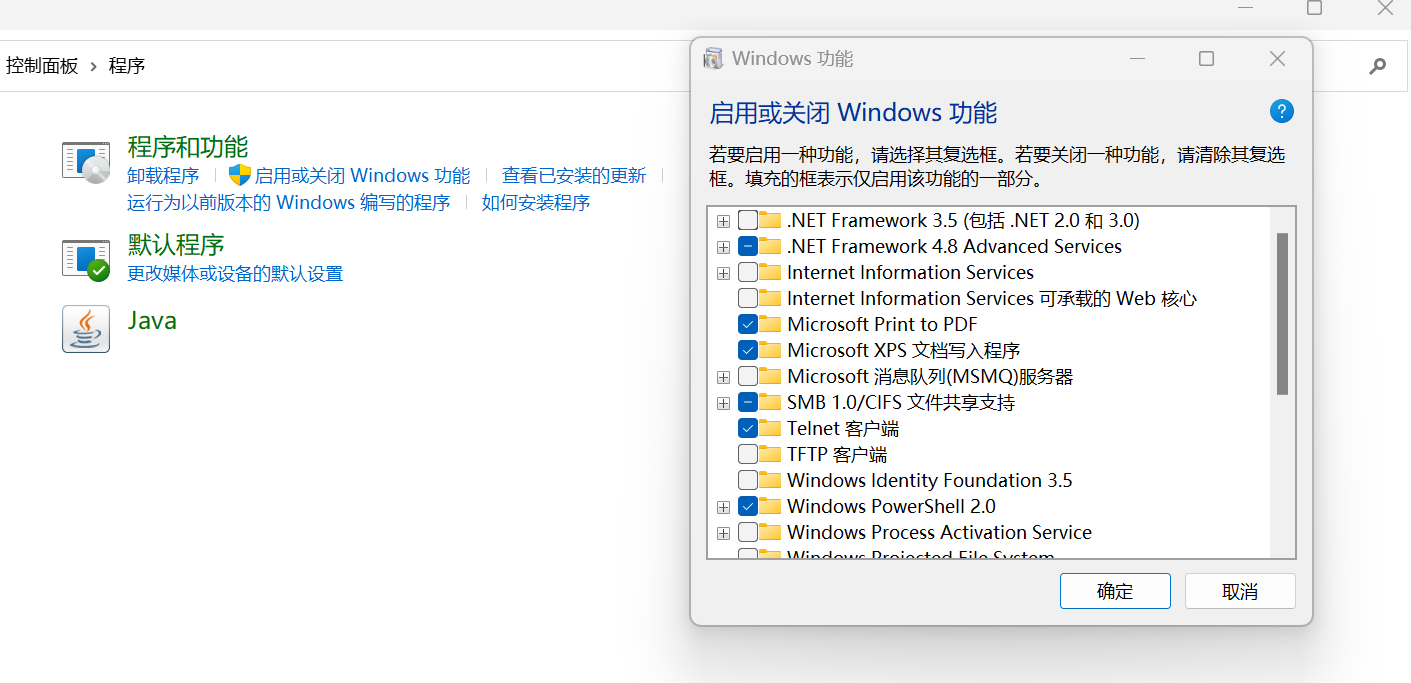 控制面板 › 程序
程序和功能
卸载程序
启用或关闭 Windows 功能
查看已安装的更新
运行为以前版本的 Windows 编写的程序
如何安装程序
默认程序
更改媒体或设备的默认设置
Java
Windows 功能
启用或关闭 Windows 功能
?
若要启用一种功能，请选择其复选框。若要关闭一种功能，请清除其复选
框。填充的框表示仅启用该功能的一部分。
.NET Framework 3.5 (包括 .NET 2.0 和 3.0)
.NET Framework 4.8 Advanced Services
Internet Information Services
Internet Information Services 可承载的 Web 核心
Microsoft Print to PDF
Microsoft XPS 文档写入程序
Microsoft 消息队列(MSMQ)服务器
SMB 1.0/CIFS 文件共享支持
Telnet 客户端
TFTP 客户端
Windows Identity Foundation 3.5
Windows PowerShell 2.0
Windows Process Activation Service
Windows Projected File System
确定
取消